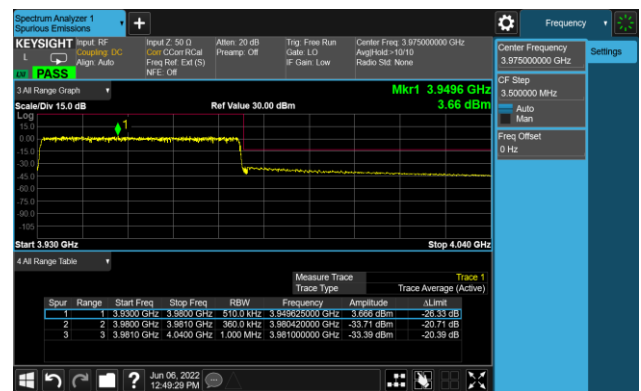 Spectrum Analyzer 1
Spurious Emissions
Frequency
KEYSIGHT Input: RF
Coupling: DC
Align: Auto
Input Z: 50 Ω
Corr CCorr RCal
Freq Ref: Ext (S)
NFE: Off
Atten: 20 dB
Preamp: Off
Trig: Free Run
Gate: LO
IF Gain: Low
Center Freq: 3.975000000 GHz
Avg|Hold:>10/10
Radio Std: None
L
LXI PASS
Center Frequency
3.975000000 GHz
Settings
CF Step
3.500000 MHz
Auto
Man
Freq Offset
0 Hz
3 All Range Graph
Mkr1 3.9496 GHz
Scale/Div 15.0 dB Ref Value 30.00 dBm 3.66 dBm
Log
1
15.0
0.00
-15.0
-30.0
-45.0
-60.0
-75.0
-90.0
-105
Start 3.930 GHz Stop 4.040 GHz
4 All Range Table
Measure Trace Trace 1
Trace Type Trace Average (Active)
Spur Range Start Freq Stop Freq RBW Frequency Amplitude ΔLimit
1 1 3.9300 GHz 3.9800 GHz 510.0 kHz 3.949625000 GHz 3.666 dBm -26.33 dB
2 2 3.9800 GHz 3.9810 GHz 360.0 kHz 3.980420000 GHz -33.71 dBm -20.71 dB
3 3 3.9810 GHz 4.0400 GHz 1.000 MHz 3.981000000 GHz -33.39 dBm -20.39 dB
Jun 06, 2022
12:49:29 PM